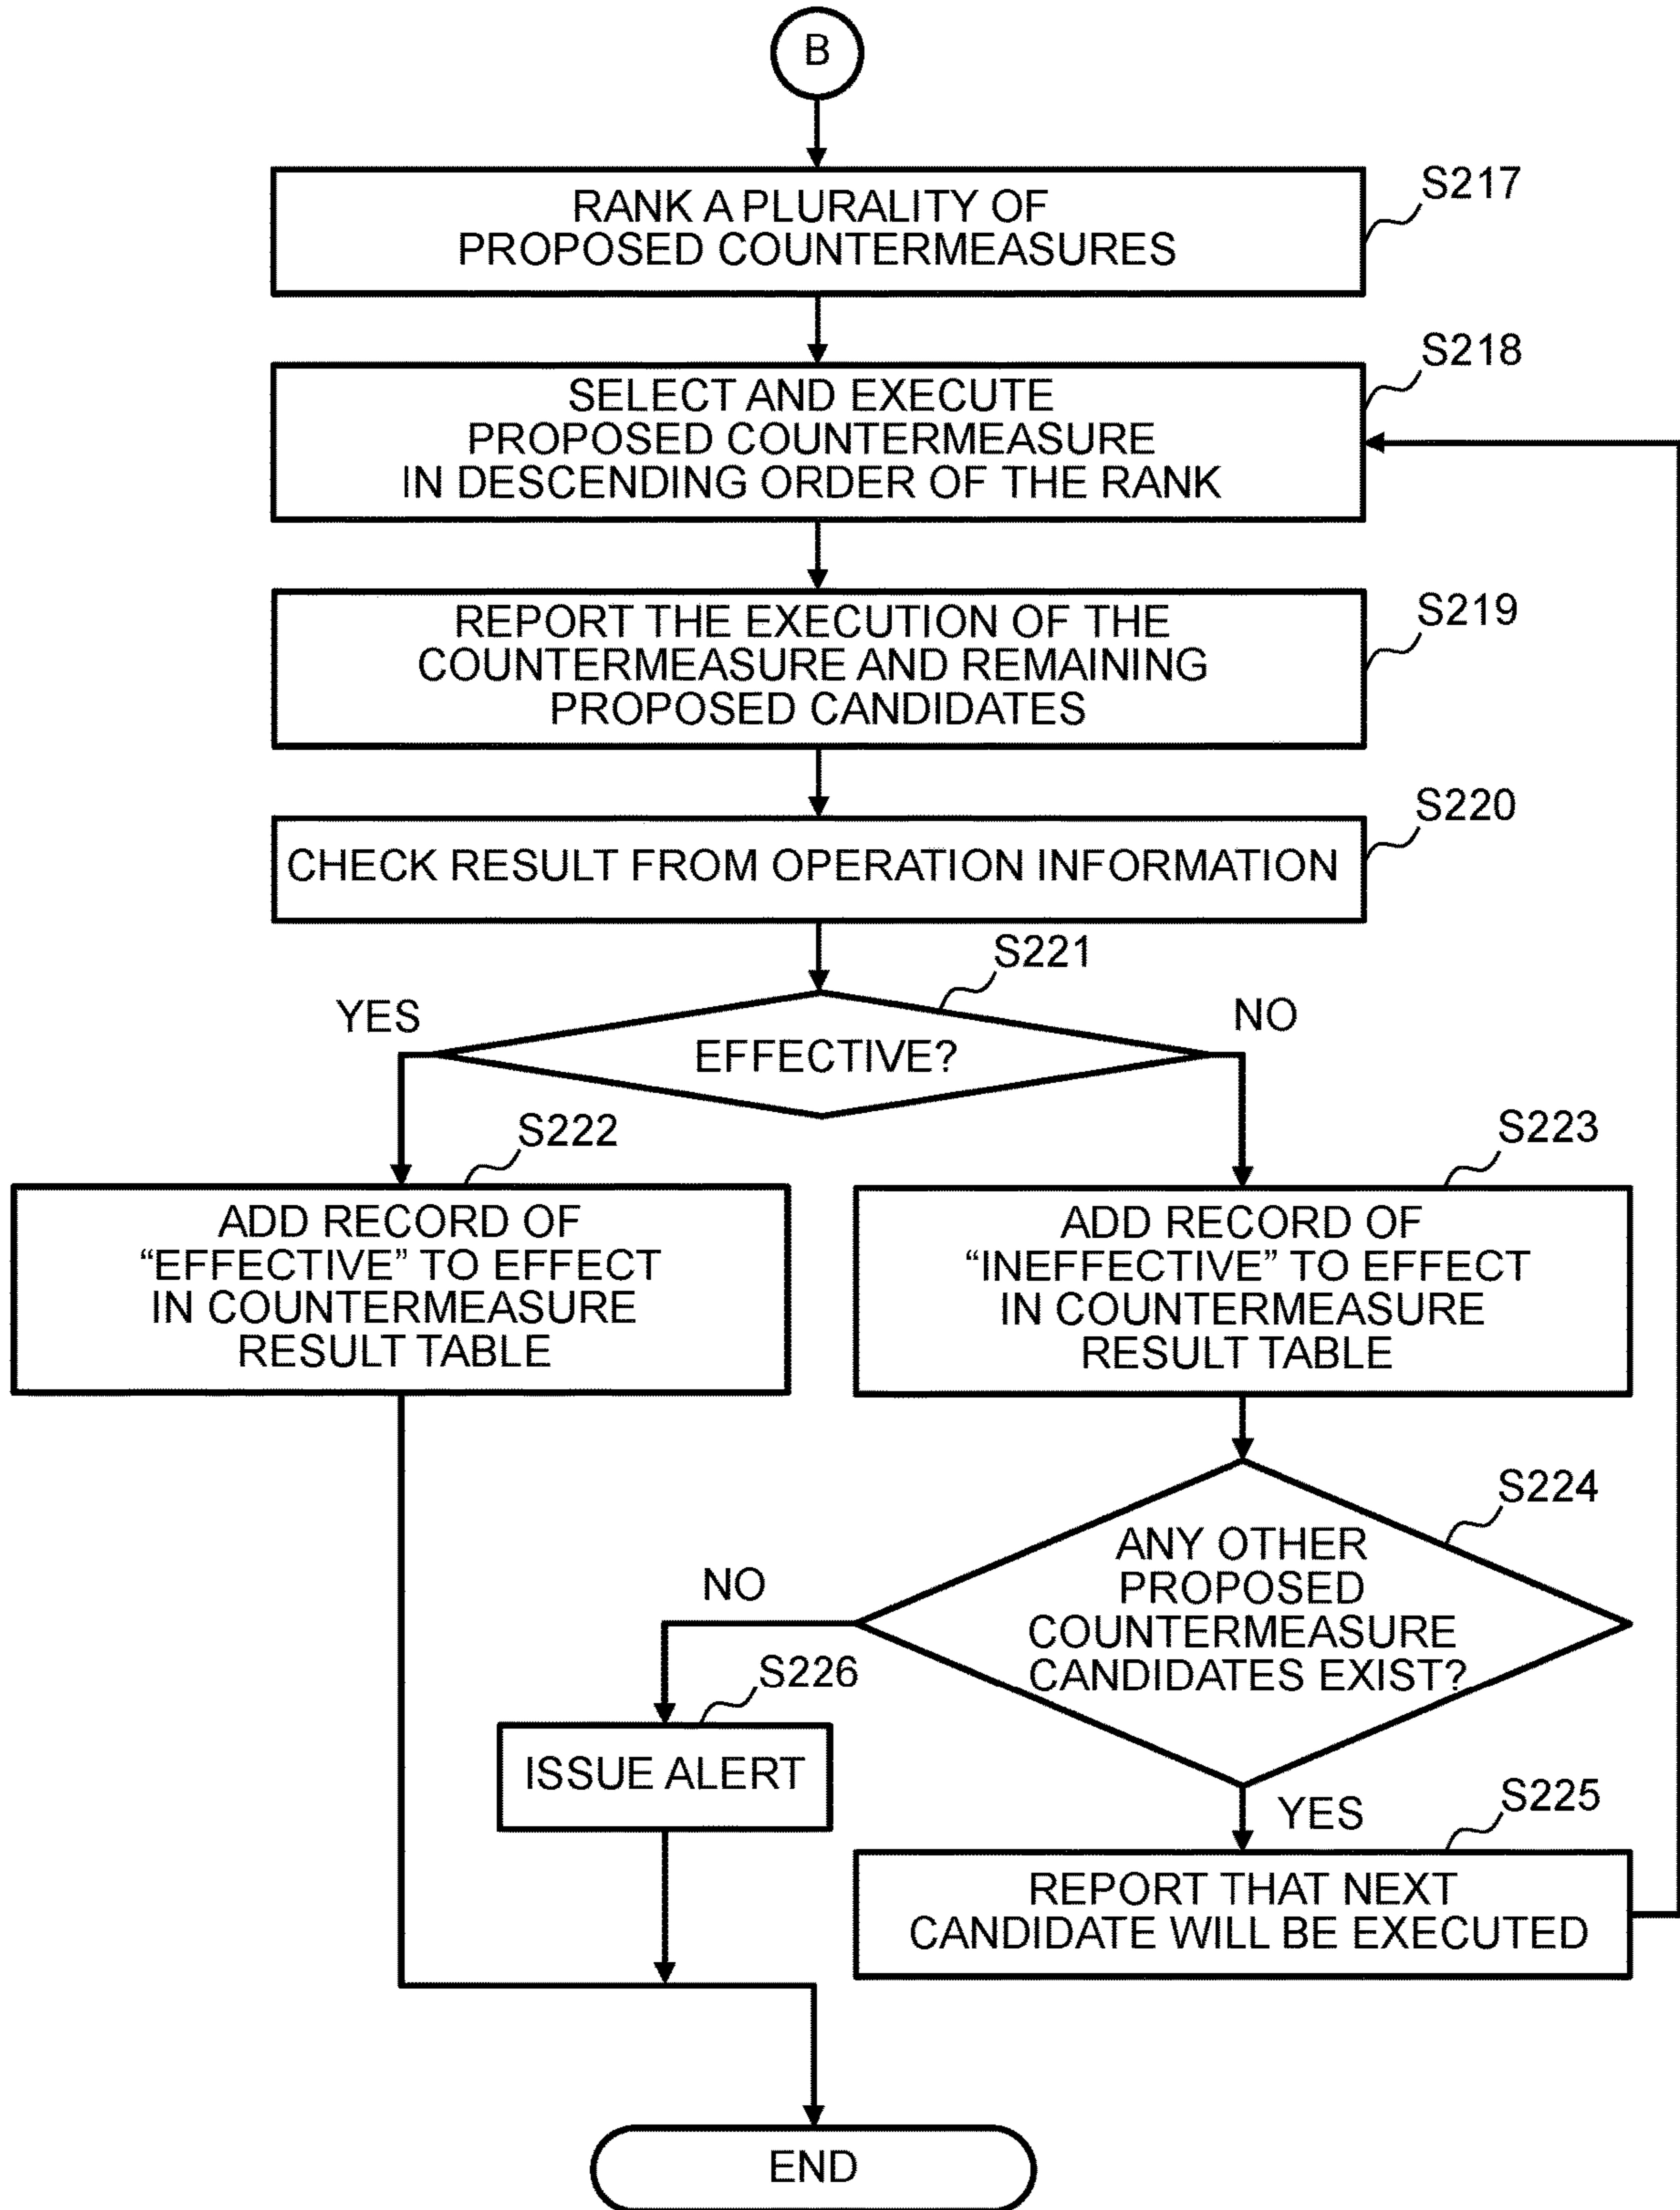 B
RANK A PLURALITY OF
PROPOSED COUNTERMEASURES
S217
SELECT AND EXECUTE
PROPOSED COUNTERMEASURE
IN DESCENDING ORDER OF THE RANK
S218
REPORT THE EXECUTION OF THE
COUNTERMEASURE AND REMAINING
PROPOSED CANDIDATES
S219
CHECK RESULT FROM OPERATION INFORMATION
S220
S221
EFFECTIVE?
YES
NO
S222
ADD RECORD OF
“EFFECTIVE” TO EFFECT
IN COUNTERMEASURE
RESULT TABLE
S223
ADD RECORD OF
“INEFFECTIVE” TO EFFECT
IN COUNTERMEASURE
RESULT TABLE
S224
ANY OTHER
PROPOSED
COUNTERMEASURE
CANDIDATES EXIST?
NO
S226
ISSUE ALERT
YES
S225
REPORT THAT NEXT
CANDIDATE WILL BE EXECUTED
END